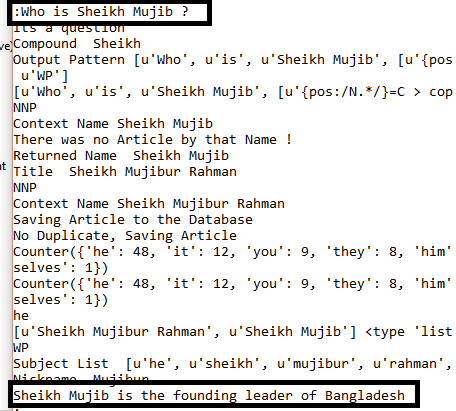 :Who is Sheikh Mujib ?
Its a question
Compound  Sheikh
Output Pattern [u'Who', u'is', u'Sheikh Mujib', [u'{pos
 u'WP']
[u'Who', u'is', u'Sheikh Mujib', [u'{pos:/N.*/}=C > cop
NNP
Context Name Sheikh Mujib
There was no Article by that Name !
Returned Name  Sheikh Mujib
Title  Sheikh Mujibur Rahman
NNP
Context Name Sheikh Mujibur Rahman
Saving Article to the Database
No Duplicate, Saving Article
Counter({'he': 48, 'it': 12, 'you': 9, 'they': 8, 'him'
selves': 1})
Counter({'he': 48, 'it': 12, 'you': 9, 'they': 8, 'him'
selves': 1})
he
[u'Sheikh Mujibur Rahman', u'Sheikh Mujib'] <type 'list
WP
Subject List  [u'he', u'sheikh', u'mujibur', u'rahman',
Nickname  Mujibur
Sheikh Mujib is the founding leader of Bangladesh